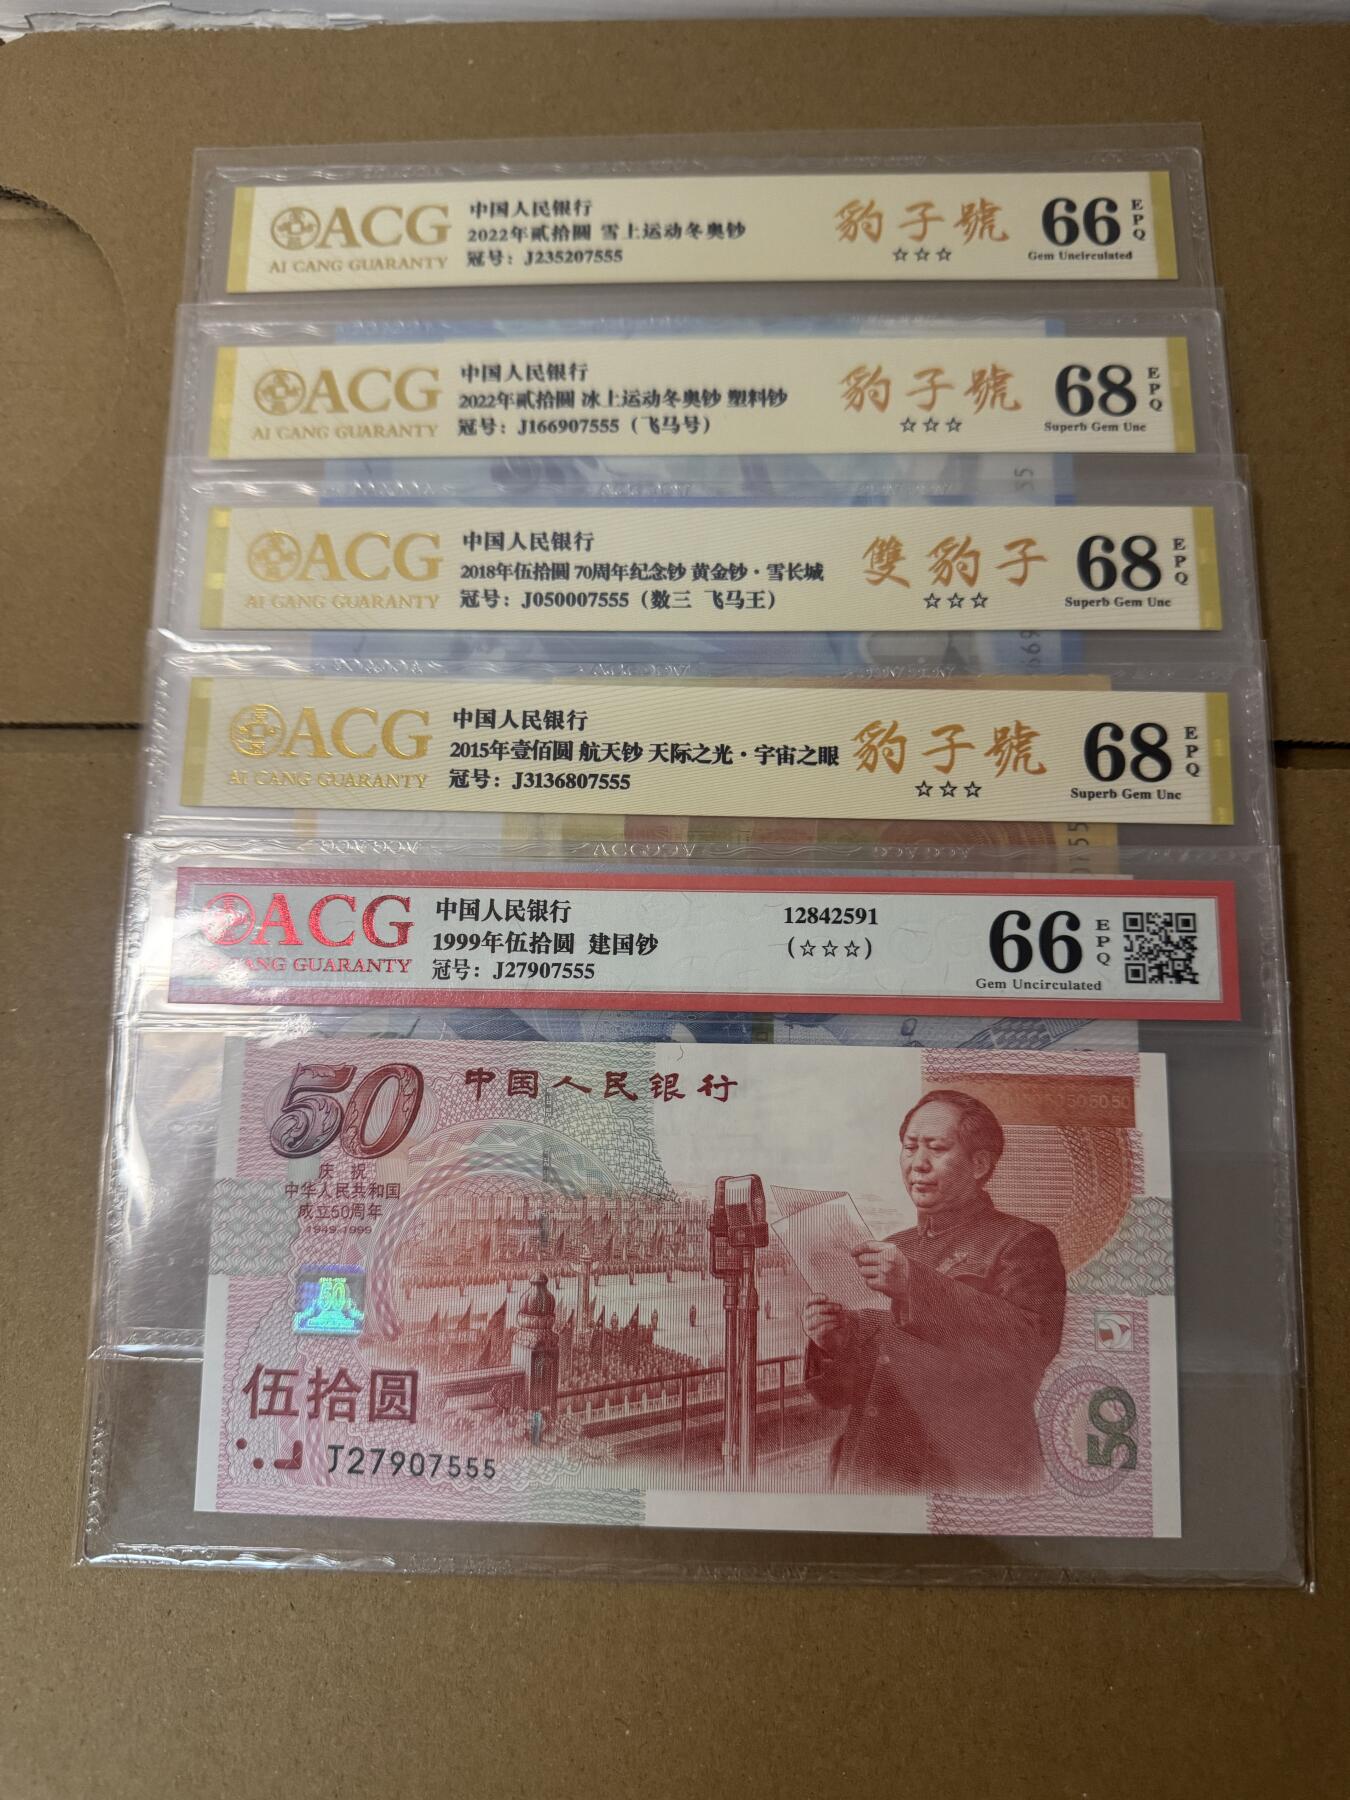 ACG
AI CANG GUARANTY
中国人民银行
2022年贰拾圆 雪上运动冬奥钞
冠号：J235207555
豹子號
☆☆☆
66
EPQ
Gem Uncirculated
ACG
AI CANG GUARANTY
中国人民银行
2022年贰拾圆 冰上运动冬奥钞 塑料钞
冠号：J166907555（飞马号）
豹子號
☆☆☆
68
EPQ
Superb Gem Unc
55
ACG
AI CANG GUARANTY
中国人民银行
2018年伍拾圆 70周年纪念钞 黄金钞·雪长城
冠号：J050007555（数三 飞马王）
雙豹子
☆☆☆
68
EPQ
Superb Gem Unc
ACG
AI CANG GUARANTY
中国人民银行
2015年壹佰圆 航天钞 天际之光·宇宙之眼
冠号：J3136807555
豹子號
☆☆☆
68
EPQ
Superb Gem Unc
ACG
AI CANG GUARANTY
中国人民银行
1999年伍拾圆 建国钞
冠号：J27907555
12842591
(☆☆☆)
66
EPQ
Gem Uncirculated
50
中国人民银行
庆祝
中华人民共和国
成立50周年
1949-1999
50
伍拾圆
J27907555
50